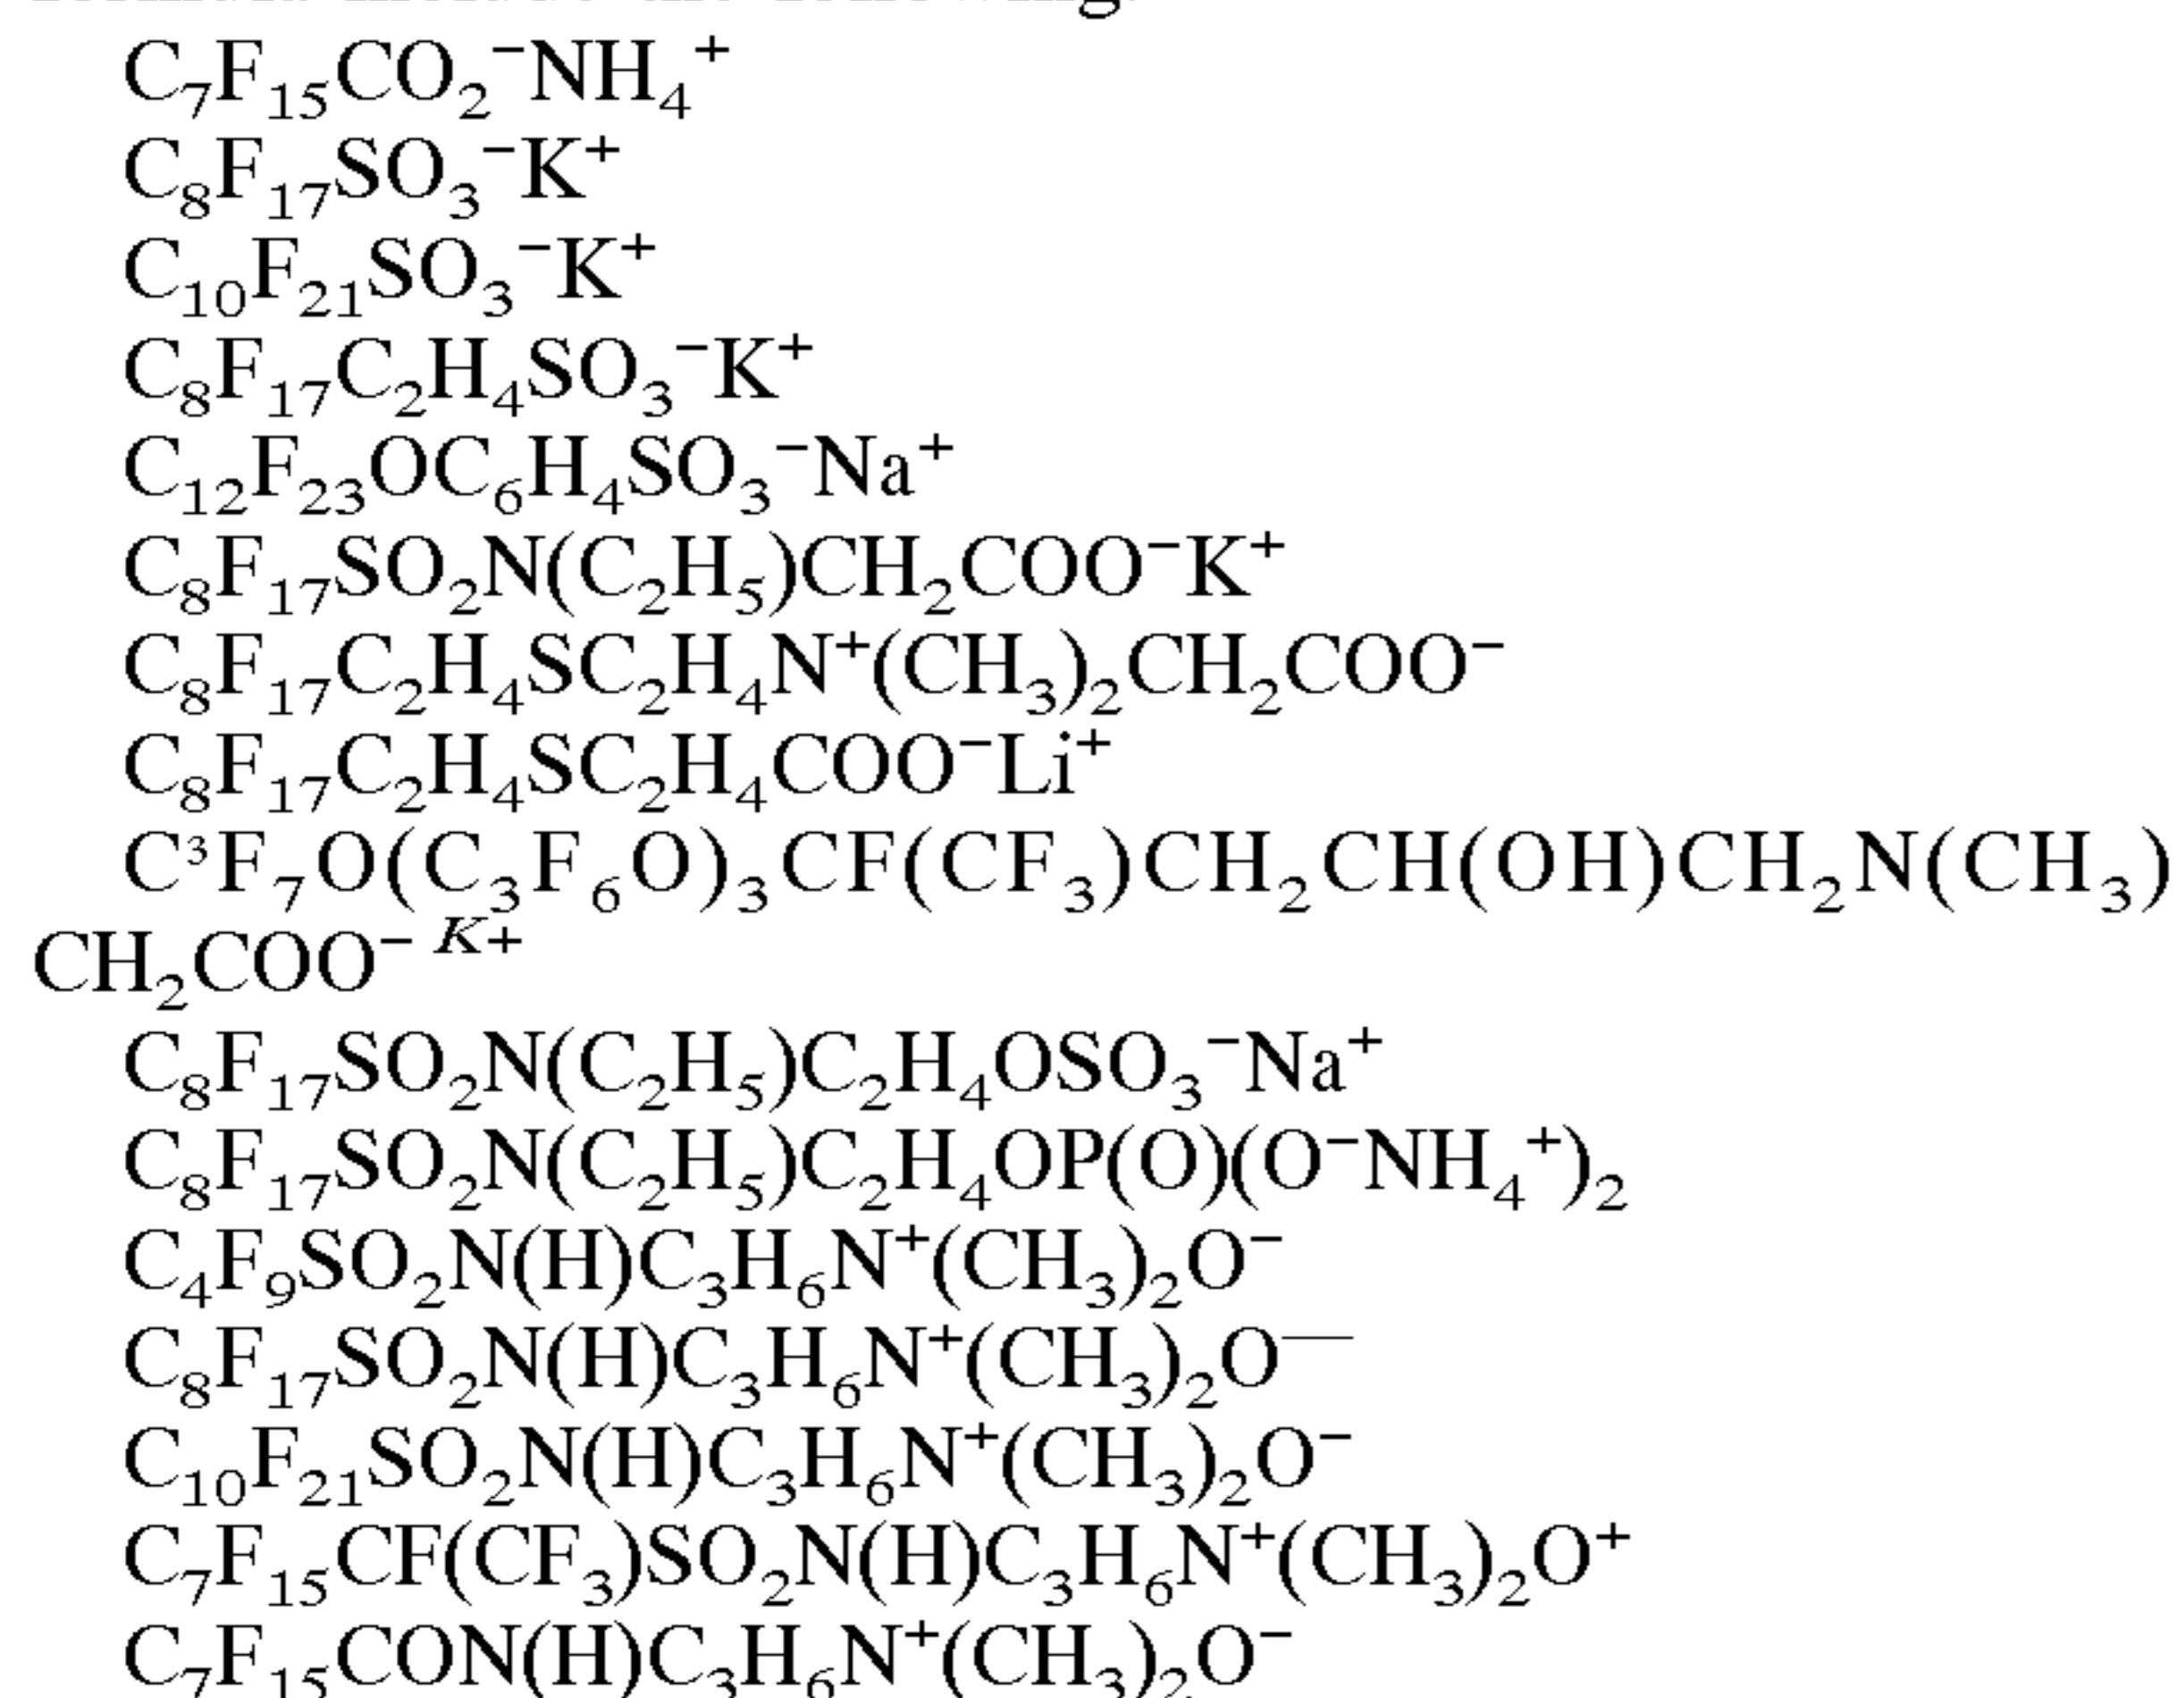 C₇F₁₅CO₂⁻NH₄⁺
C₈F₁₇SO₃⁻K⁺
C₁₀F₂₁SO₃⁻K⁺
C₈F₁₇C₂H₄SO₃⁻K⁺
C₁₂F₂₃OC₆H₄SO₃⁻Na⁺
C₈F₁₇SO₂N(C₂H₅)CH₂COO⁻K⁺
C₈F₁₇C₂H₄SC₂H₄N⁺(CH₃)₂CH₂COO⁻
C₈F₁₇C₂H₄SC₂H₄COO⁻Li⁺
C³F₇O(C₃F₆O)₃CF(CF₃)CH₂CH(OH)CH₂N(CH₃)
CH₂COO⁻ ᴷ⁺
C₈F₁₇SO₂N(C₂H₅)C₂H₄OSO₃⁻Na⁺
C₈F₁₇SO₂N(C₂H₅)C₂H₄OP(O)(O⁻NH₄⁺)₂
C₄F₉SO₂N(H)C₃H₆N⁺(CH₃)₂O⁻
C₈F₁₇SO₂N(H)C₃H₆N⁺(CH₃)₂O—
C₁₀F₂₁SO₂N(H)C₃H₆N⁺(CH₃)₂O⁻
C₇F₁₅CF(CF₃)SO₂N(H)C₃H₆N⁺(CH₃)₂O⁺
C₇F₁₅CON(H)C₃H₆N⁺(CH₃)₂O⁻